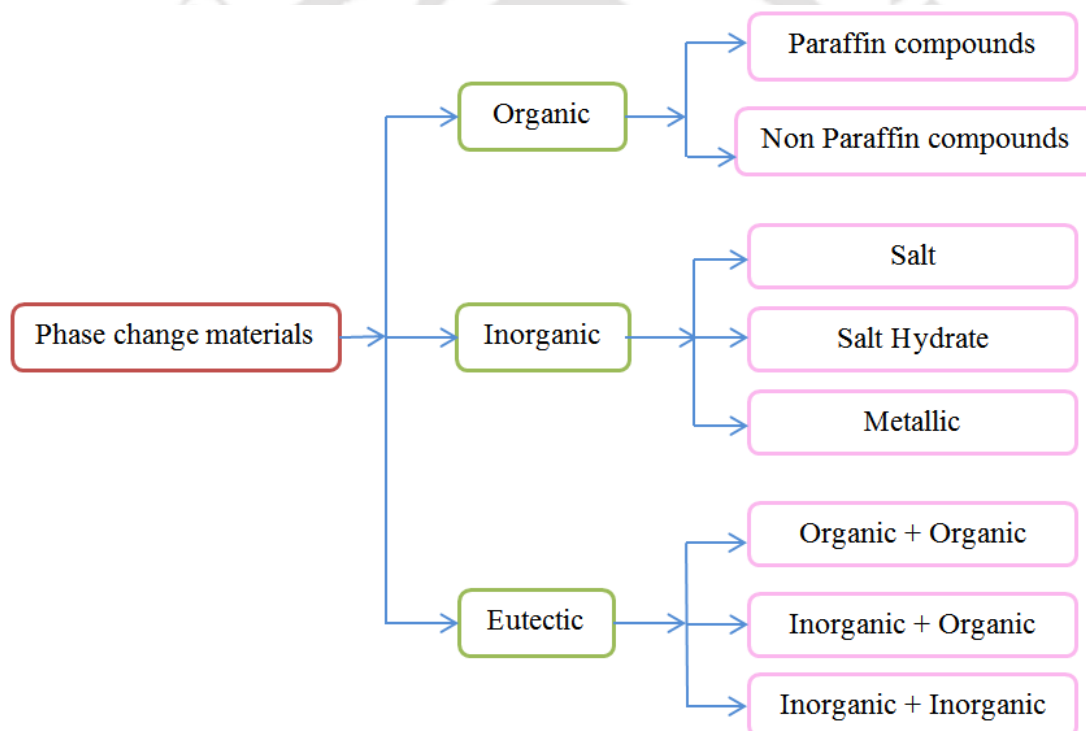 Paraffin compounds
Organic
Non Paraffin compounds
Salt
Phase change materials
Inorganic
Salt Hydrate
Metallic
Organic + Organic
Eutectic
Inorganic + Organic
Inorganic + Inorganic